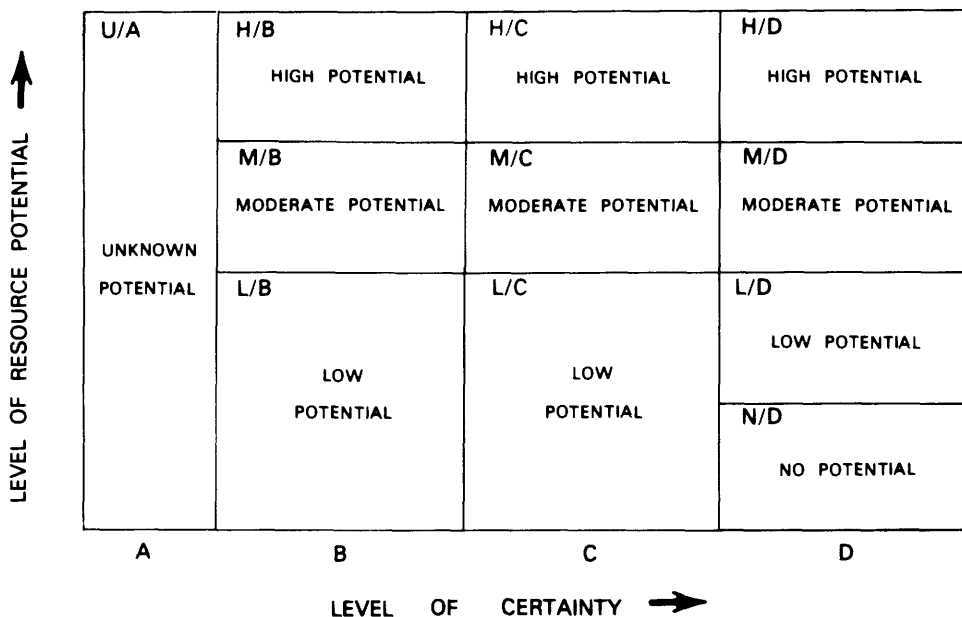 U/A
H/B
H/C
H/D
HIGH POTENTIAL
HIGH POTENTIAL
HIGH POTENTIAL
M/B
M/C
M/D
MODERATE POTENTIAL
MODERATE POTENTIAL
MODERATE POTENTIAL
UNKNOWN
POTENTIAL
L/B
L/C
L/D
LOW POTENTIAL
LOW
POTENTIAL
LOW
POTENTIAL
N/D
NO POTENTIAL
A
B
C
D
LEVEL OF CERTAINTY
LEVEL OF RESOURCE POTENTIAL